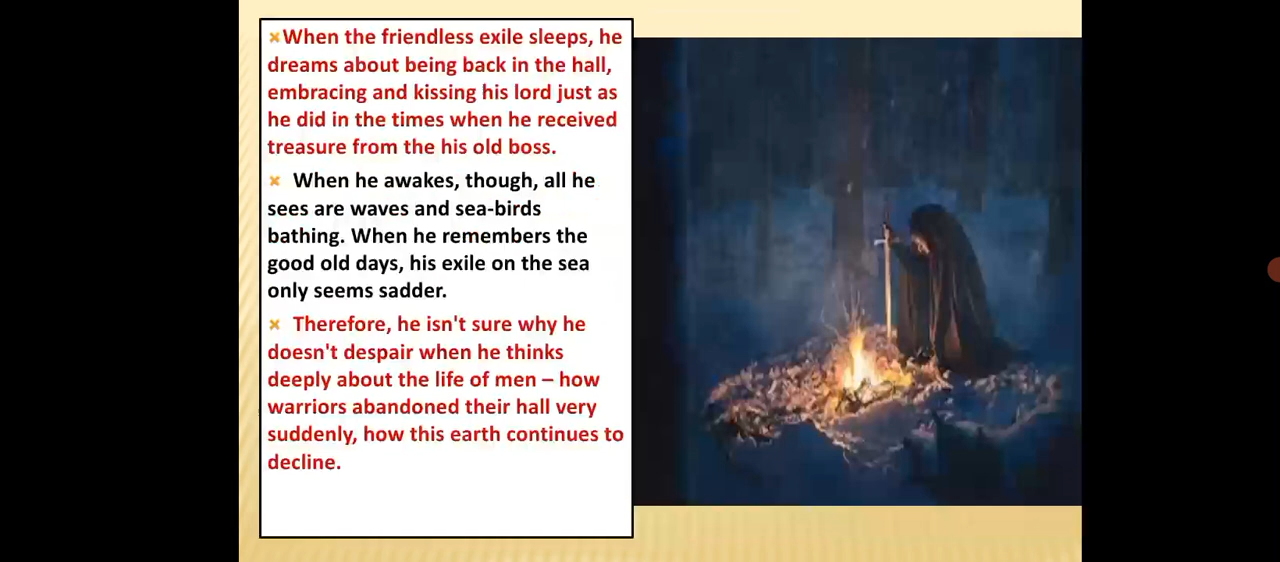 When the friendless exile sleeps, he
dreams about being back in the hall,
embracing and kissing his lord just as
he did in the times when he received
treasure from the his old boss.
When he awakes, though, all he
sees are waves and sea-birds
bathing. When he remembers the
good old days, his exile on the sea
only seems sadder.
Therefore, he isn't sure why he
doesn't despair when he thinks
deeply about the life of men – how
warriors abandoned their hall very
suddenly, how this earth continues to
decline.